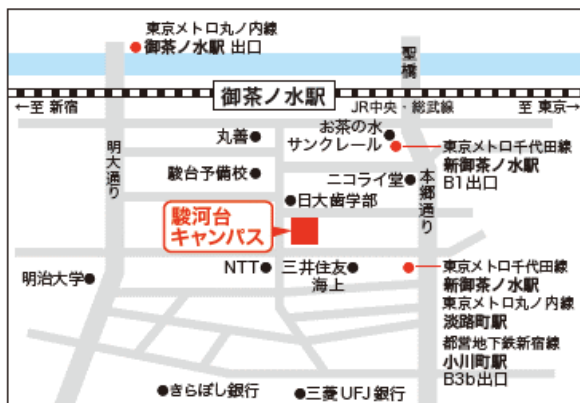 東京メトロ丸ノ内線
御茶ノ水駅 出口
聖橋
御茶ノ水駅
←至 新宿
JR中央・総武線
至 東京→
明大通り
丸善
お茶の水
サンクレール
東京メトロ千代田線
新御茶ノ水駅
B1出口
駿台予備校
ニコライ堂
本郷通り
日大歯学部
駿河台
キャンパス
明治大学
NTT
三井住友
海上
東京メトロ千代田線
新御茶ノ水駅
東京メトロ丸ノ内線
淡路町駅
都営地下鉄新宿線
小川町駅
B3b出口
きらぼし銀行
三菱UFJ銀行